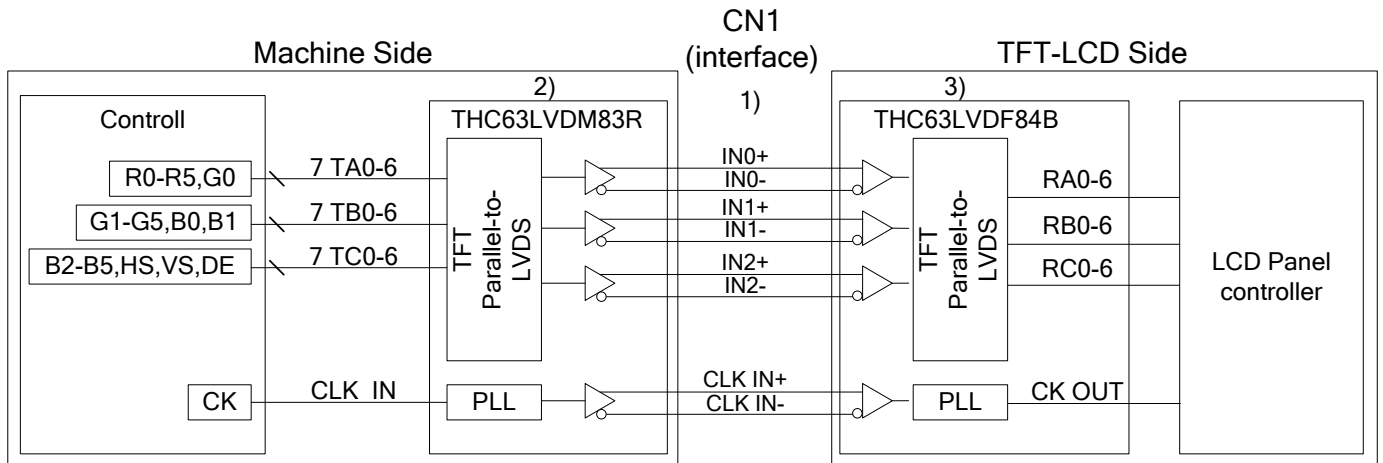 CN1
(interface)
Machine Side
TFT-LCD Side
1)
2)
3)
Controll
THC63LVDM83R
THC63LVDF84B
R0-R5,G0
7 TA0-6
G1-G5,B0,B1
7 TB0-6
B2-B5,HS,VS,DE
7 TC0-6
TFT
Parallel-to-
LVDS
IN0+
IN0-
IN1+
IN1-
IN2+
IN2-
TFT
Parallel-to-
LVDS
RA0-6
RB0-6
RC0-6
LCD Panel
controller
CK
CLK IN
PLL
CLK IN+
CLK IN-
PLL
CK OUT